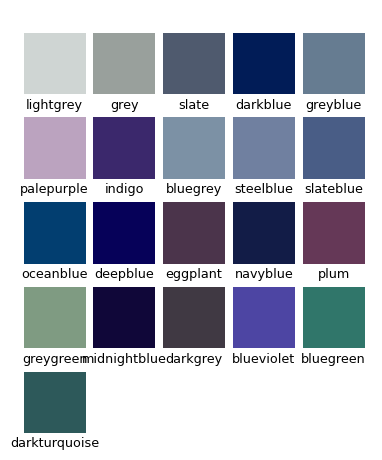 lightgrey grey slate darkblue greyblue
palepurple indigo bluegrey steelblue slateblue
oceanblue deepblue eggplant navyblue plum
greygreen midnightblue darkgrey blueviolet bluegreen
darkturquoise